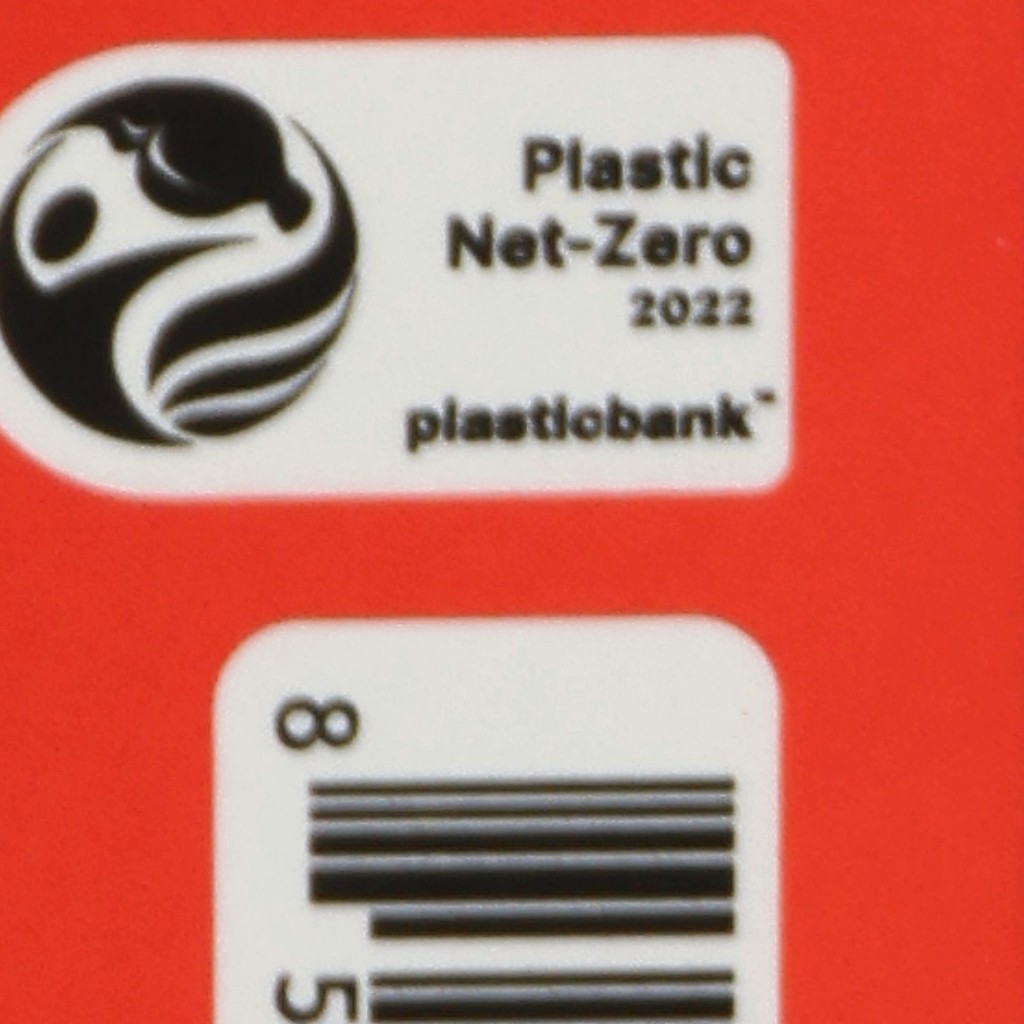 Plastic
Net-Zero
2022
plasticbank™
8
5